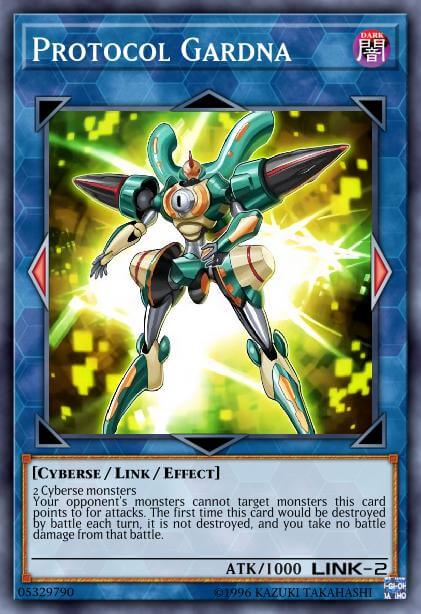 PROTOCOL GARDNA
DARK
闇
[CYBERSE / LINK / EFFECT]
2 Cyberse monsters
Your opponent's monsters cannot target monsters this card
points to for attacks. The first time this card would be destroyed
by battle each turn, it is not destroyed, and you take no battle
damage from that battle.
ATK/1000 LINK-2
05329790
©1996 KAZUKI TAKAHASHI